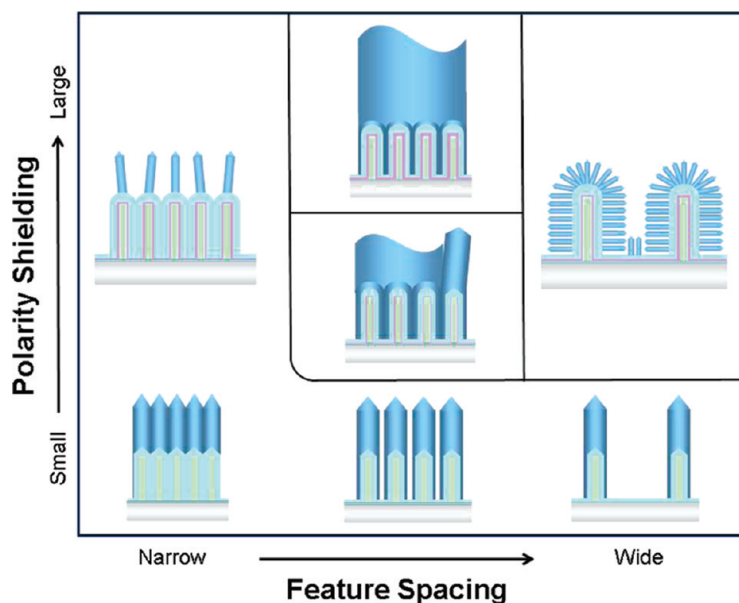 Large
Polarity Shielding
Small
Narrow
Wide
Feature Spacing